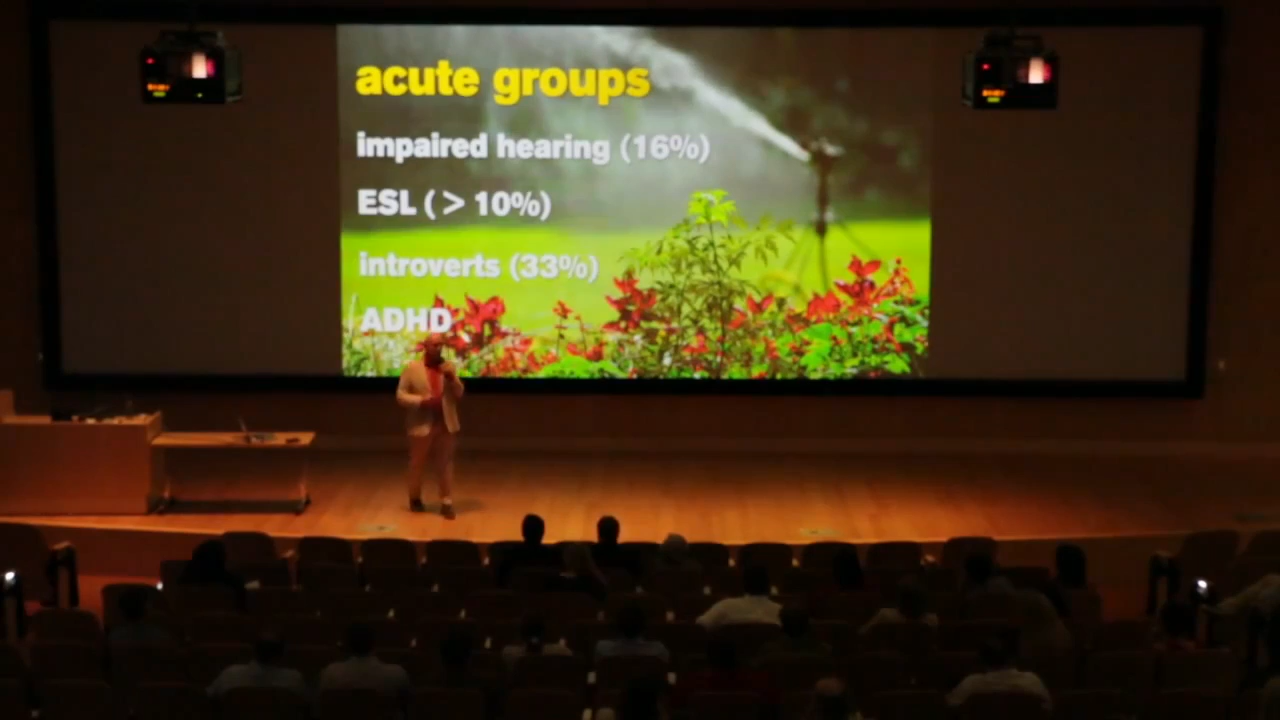 acute groups
impaired hearing (16%)
ESL ( > 10%)
introverts (33%)
ADHD